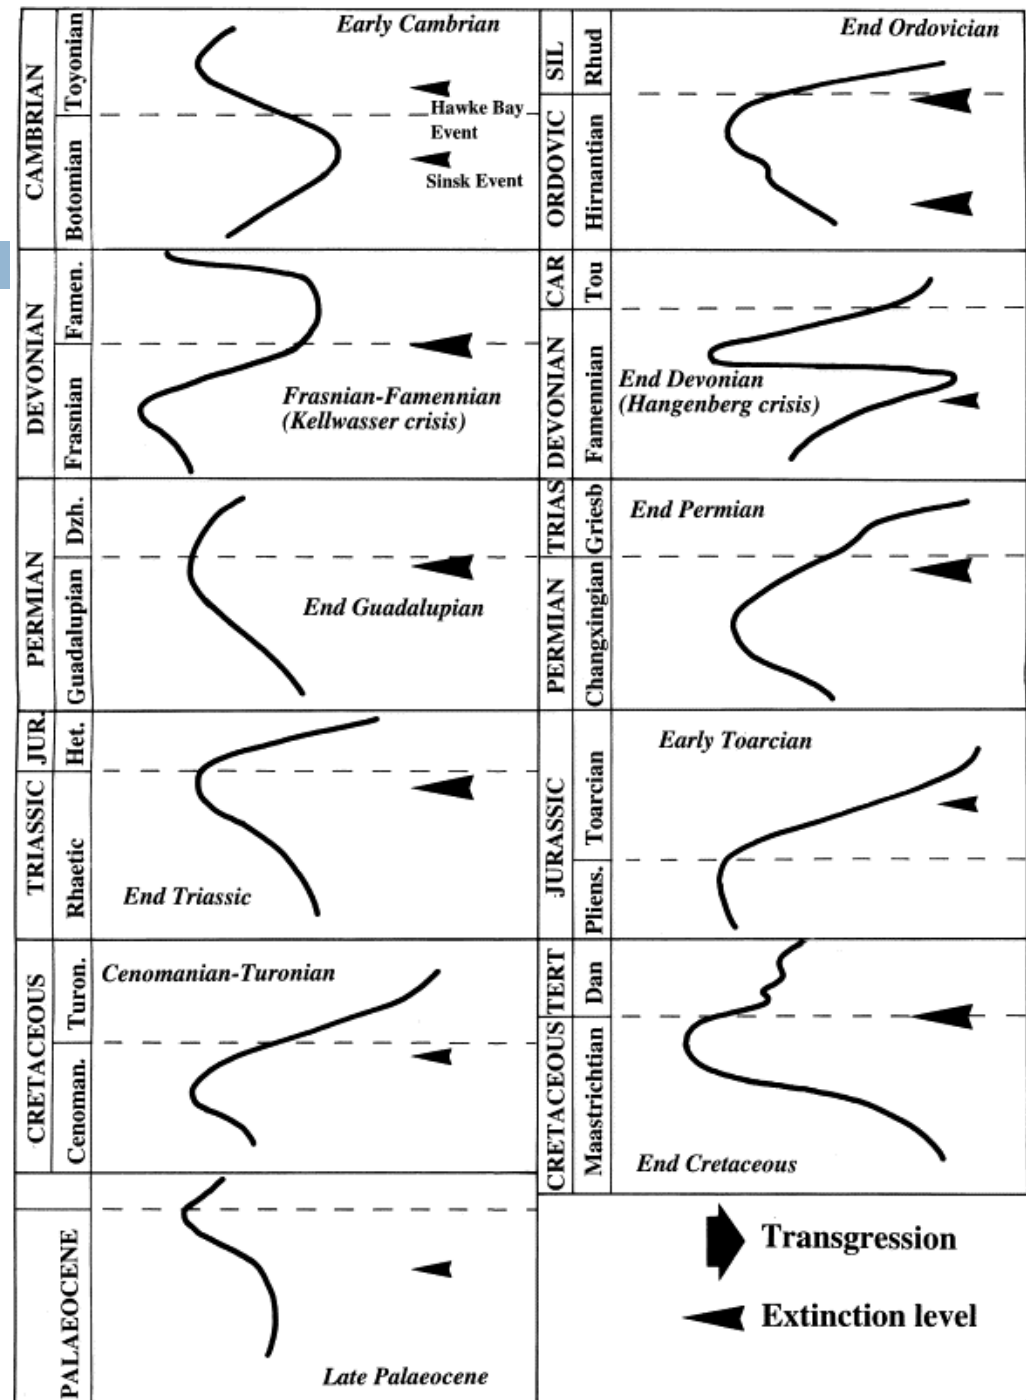 CAMBRIAN
Toyonian
Botomian
Early Cambrian
Hawke Bay
Event
Sinsk Event
SIL
ORDOVIC
Rhud
Hirnantian
End Ordovician
DEVONIAN
Famen.
Frasnian
Frasnian-Famennian
(Kellwasser crisis)
CAR
DEVONIAN
Tou
Famennian
End Devonian
(Hangenberg crisis)
PERMIAN
Dzh.
Guadalupian
End Guadalupian
TRIAS
PERMIAN
Griesb
Changxingian
End Permian
JUR.
TRIASSIC
Het.
Rhaetic
End Triassic
JURASSIC
Toarcian
Pliens.
Early Toarcian
CRETACEOUS
Turon.
Cenoman.
Cenomanian-Turonian
TERT
CRETACEOUS
Dan
Maastrichtian
End Cretaceous
PALAEOCENE
Late Palaeocene
Transgression
Extinction level